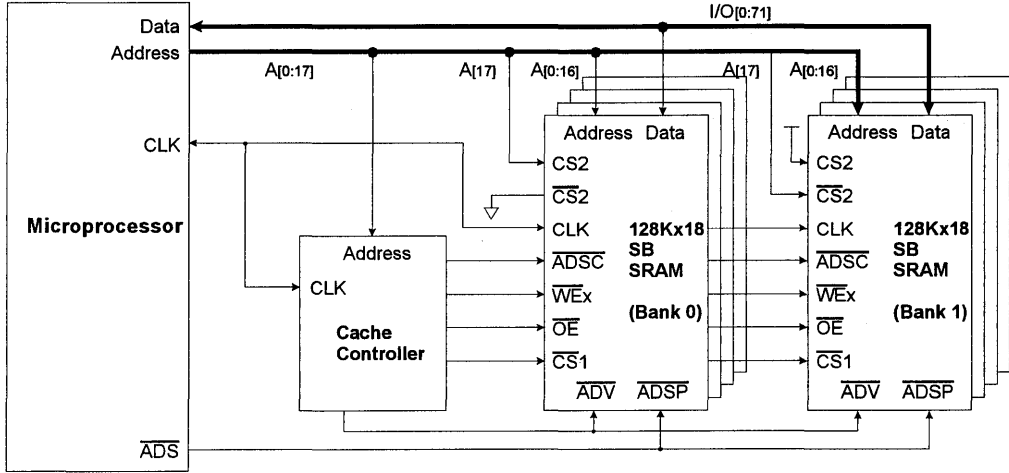 I/O[0:71]
Data
Address
A[0:17] A[17] A[0:16] A[17] A[0:16]
Address Data
Address Data
CLK
CS2
CS2
CS2
CS2
Microprocessor
CLK
128Kx18
SB
SRAM
CLK
128Kx18
SB
SRAM
Address
CLK
ADSC
ADSC
WEx
WEx
(Bank 0)
(Bank 1)
OE
OE
Cache
Controller
CS1
CS1
ADV ADSP
ADV ADSP
ADS